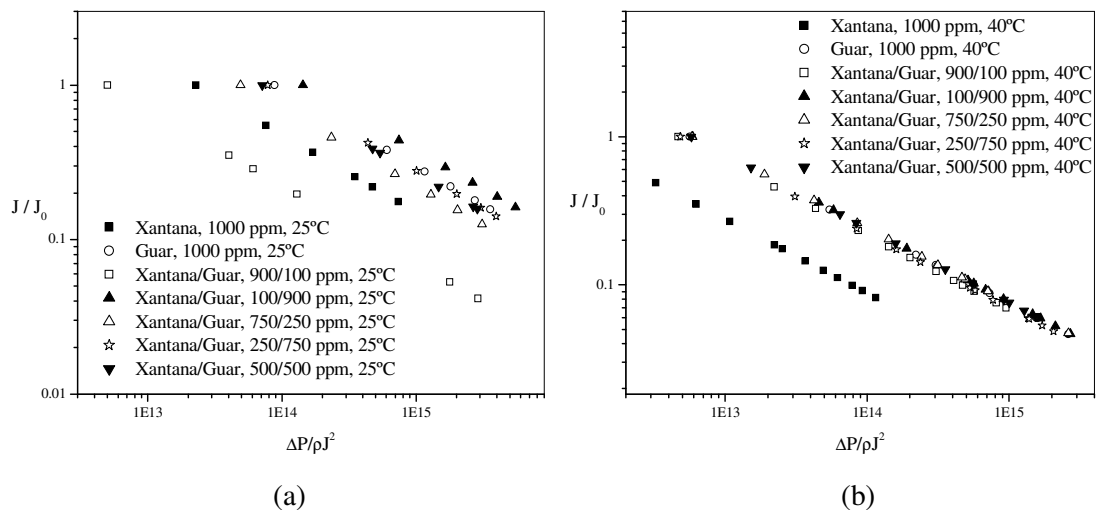 1
0.1
0.01
J / J0
1E13
1E14
1E15
ΔP/ρJ²
Xantana, 1000 ppm, 25ºC
Guar, 1000 ppm, 25ºC
Xantana/Guar, 900/100 ppm, 25ºC
Xantana/Guar, 100/900 ppm, 25ºC
Xantana/Guar, 750/250 ppm, 25ºC
Xantana/Guar, 250/750 ppm, 25ºC
Xantana/Guar, 500/500 ppm, 25ºC
(a)
Xantana, 1000 ppm, 40ºC
Guar, 1000 ppm, 40ºC
Xantana/Guar, 900/100 ppm, 40ºC
Xantana/Guar, 100/900 ppm, 40ºC
Xantana/Guar, 750/250 ppm, 40ºC
Xantana/Guar, 250/750 ppm, 40ºC
Xantana/Guar, 500/500 ppm, 40ºC
1
0.1
J / J0
1E13
1E14
1E15
ΔP/ρJ²
(b)